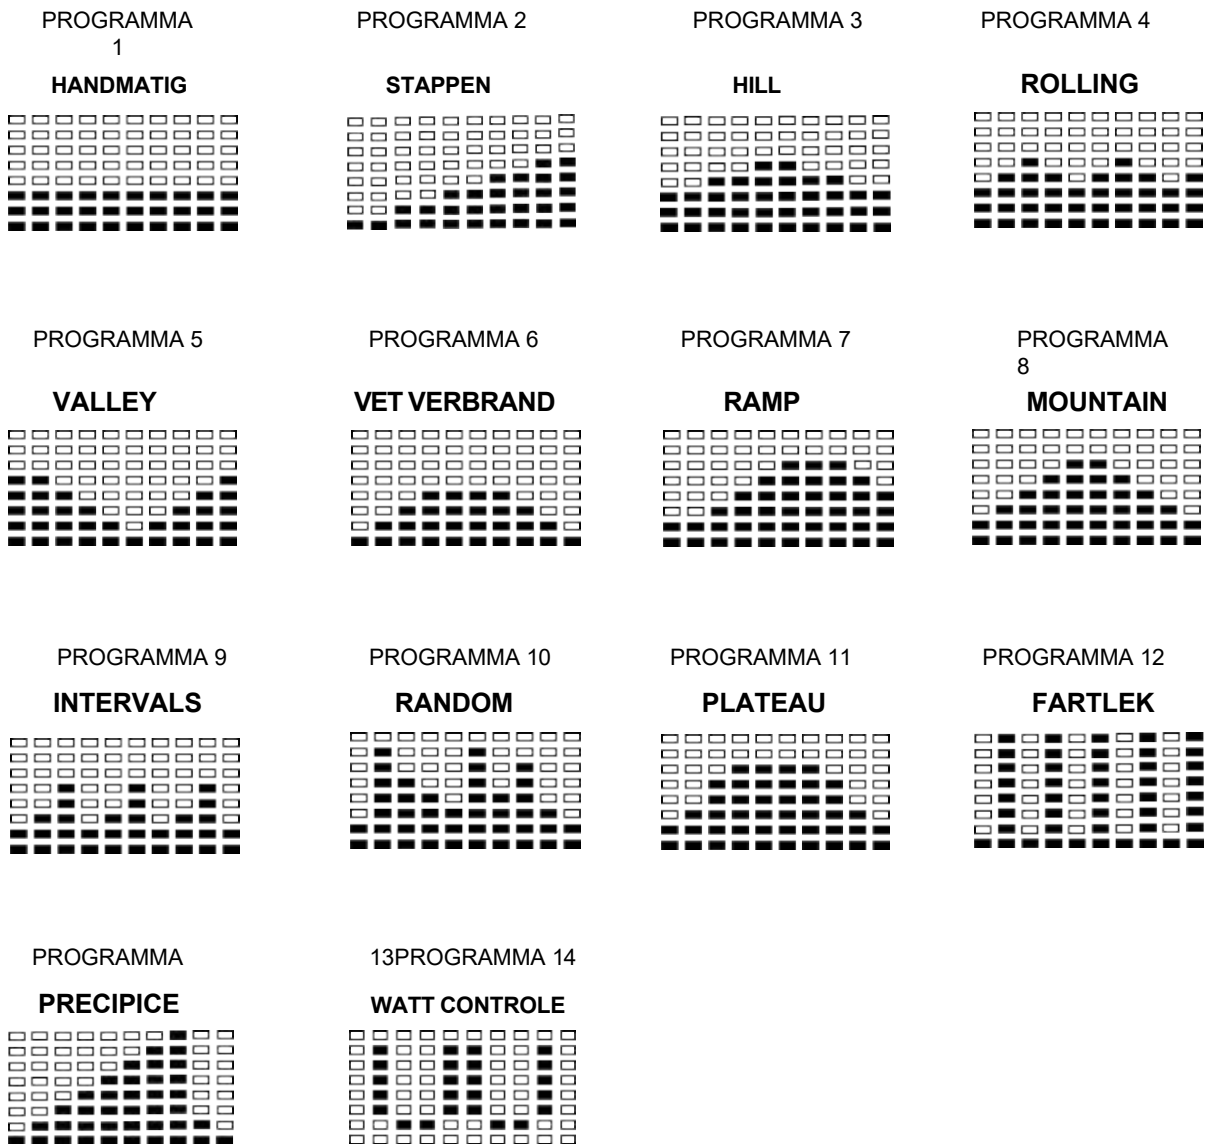 PROGRAMMA
1
HANDMATIG
PROGRAMMA 2
STAPPEN
PROGRAMMA 3
HILL
PROGRAMMA 4
ROLLING
PROGRAMMA 5
VALLEY
PROGRAMMA 6
VET VERBRAND
PROGRAMMA 7
RAMP
PROGRAMMA
8
MOUNTAIN
PROGRAMMA 9
INTERVALS
PROGRAMMA 10
RANDOM
PROGRAMMA 11
PLATEAU
PROGRAMMA 12
FARTLEK
PROGRAMMA
PRECIPICE
13PROGRAMMA 14
WATT CONTROLE